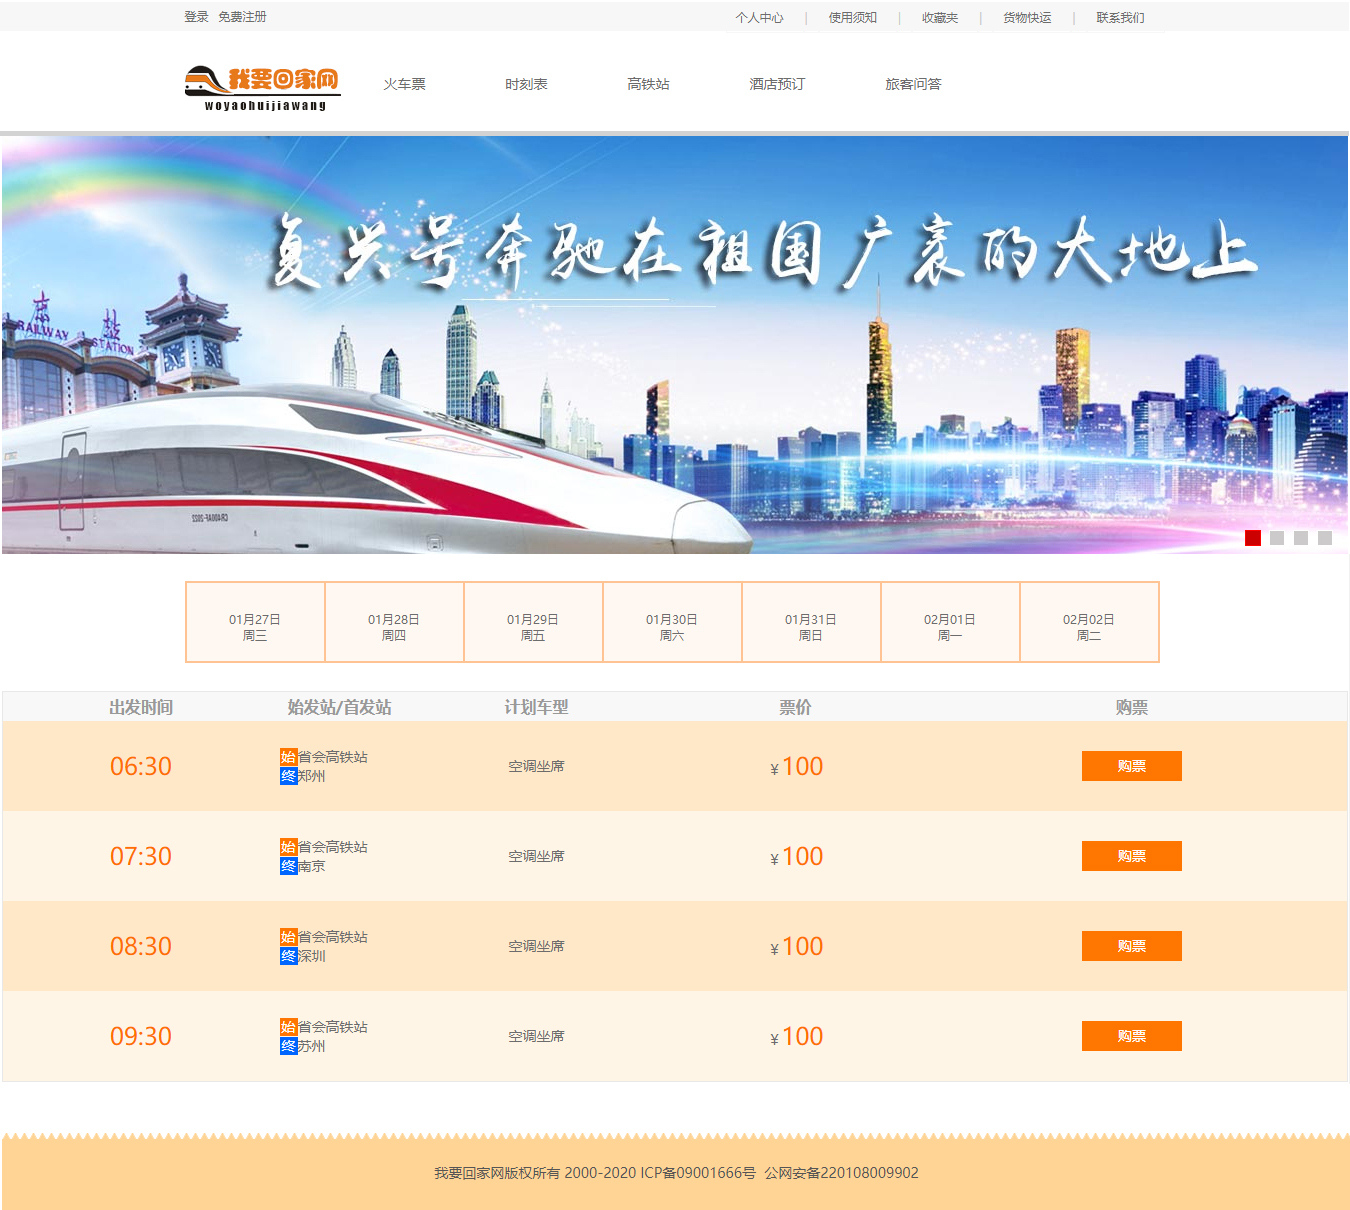 登录 免费注册 个人中心 | 使用须知 | 收藏夹 | 货物快运 | 联系我们
我要回家网
woyaohuijiawang
火车票 时刻表 高铁站 酒店预订 旅客问答
复兴号奔驰在祖国广袤的大地上
RAILWAY STATION
CR400AF-2022
01月27日 01月28日 01月29日 01月30日 01月31日 02月01日 02月02日
周三 周四 周五 周六 周日 周一 周二
出发时间 始发站/首发站 计划车型 票价 购票
06:30 始省会高铁站 空调坐席 ¥100 购票
终郑州
07:30 始省会高铁站 空调坐席 ¥100 购票
终南京
08:30 始省会高铁站 空调坐席 ¥100 购票
终深圳
09:30 始省会高铁站 空调坐席 ¥100 购票
终苏州
我要回家网版权所有 2000-2020 ICP备09001666号 公网安备220108009902